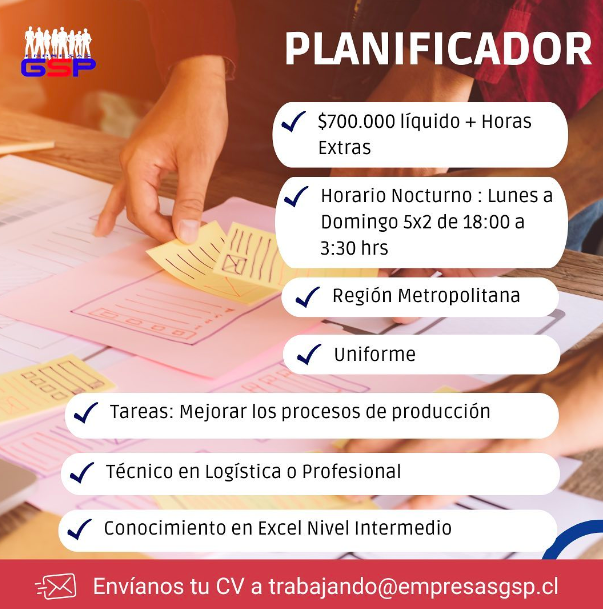 GSP
PLANIFICADOR
$700.000 líquido + Horas
Extras
Horario Nocturno : Lunes a
Domingo 5x2 de 18:00 a
3:30 hrs
Región Metropolitana
Uniforme
Tareas: Mejorar los procesos de producción
Técnico en Logística o Profesional
Conocimiento en Excel Nivel Intermedio
Envíanos tu CV a trabajando@empresasgsp.cl